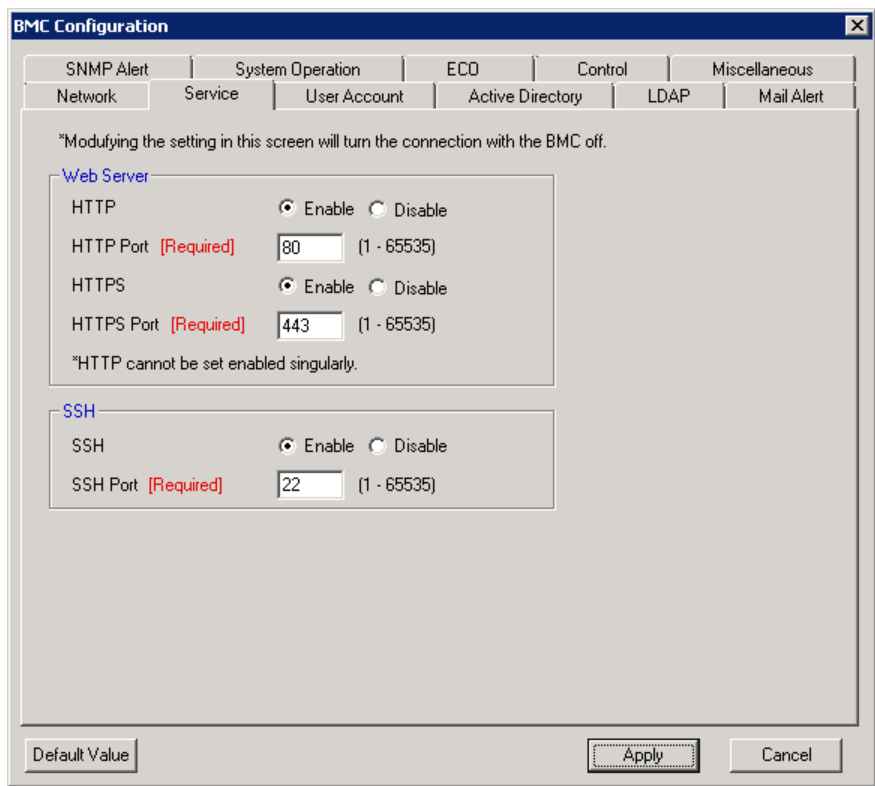 BMC Configuration
SNMP Alert System Operation ECO Control Miscellaneous
Network Service User Account Active Directory LDAP Mail Alert
*Modufying the setting in this screen will turn the connection with the BMC off.
Web Server
HTTP Enable Disable
HTTP Port [Required] 80 (1 - 65535)
HTTPS Enable Disable
HTTPS Port [Required] 443 (1 - 65535)
*HTTP cannot be set enabled singularly.
SSH
SSH Enable Disable
SSH Port [Required] 22 (1 - 65535)
Default Value Apply Cancel